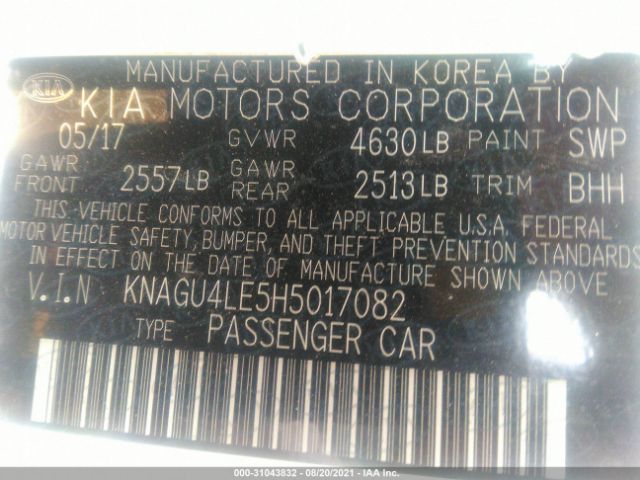 MANUFACTURED IN KOREA BY
KIA KIA MOTORS CORPORATION
05/17 GVWR 4630LB PAINT SWP
GAWR FRONT 2557LB GAWR REAR 2513LB TRIM BHH
THIS VEHICLE CONFORMS TO ALL APPLICABLE U.S.A. FEDERAL
MOTOR VEHICLE SAFETY, BUMPER, AND THEFT PREVENTION STANDARDS
IN EFFECT ON THE DATE OF MANUFACTURE SHOWN ABOVE
V.I.N KNAGU4LE5H5017082
TYPE PASSENGER CAR
000-31043832 - 08/20/2021 - IAA Inc.